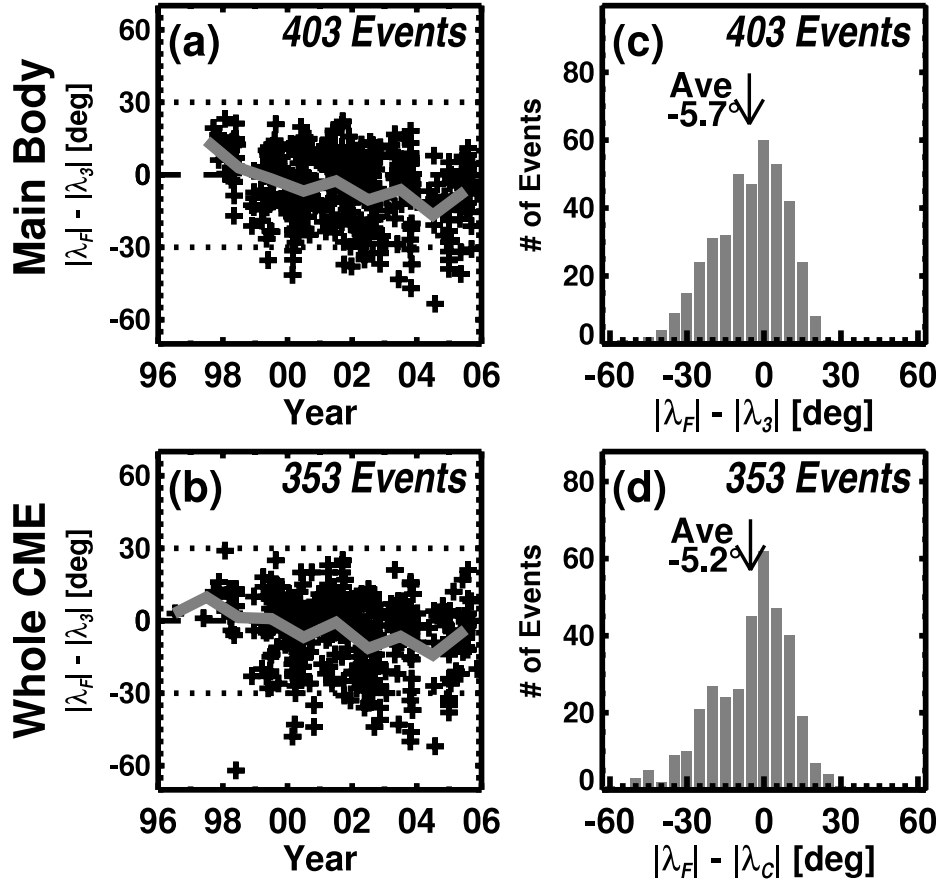 Main Body
|λF| - |λ3| [deg]
(a) 403 Events
60
30
0
-30
-60
96 98 00 02 04 06
Year
(c) 403 Events
Ave
-5.7°
# of Events
80
60
40
20
0
-60 -30 0 30 60
|λF| - |λ3| [deg]
Whole CME
|λF| - |λ3| [deg]
(b) 353 Events
60
30
0
-30
-60
96 98 00 02 04 06
Year
(d) 353 Events
Ave
-5.2°
# of Events
80
60
40
20
0
-60 -30 0 30 60
|λF| - |λC| [deg]